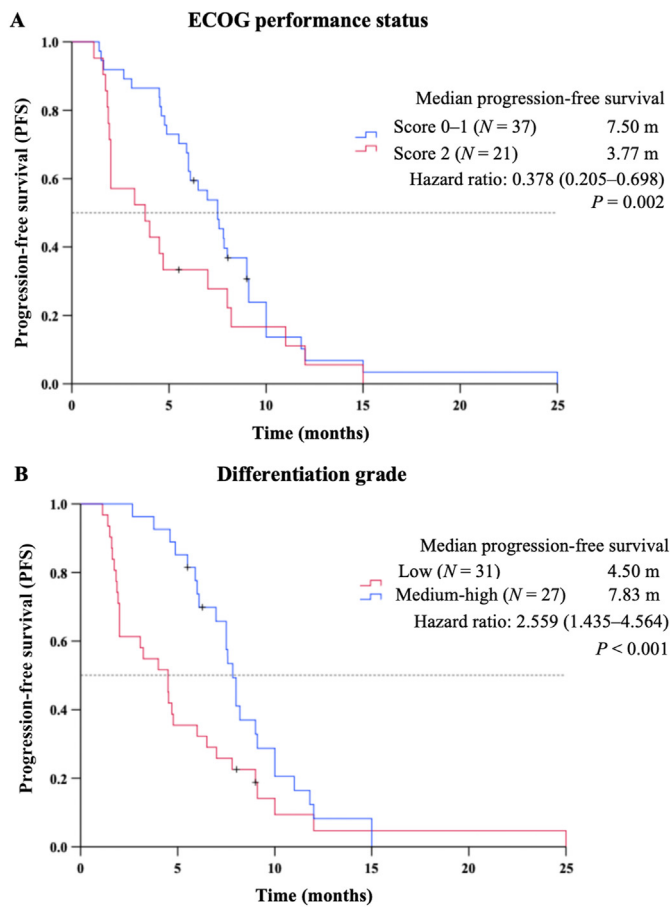 A
ECOG performance status
Progression-free survival (PFS)
1.0
0.8
0.6
0.4
0.2
0.0
Median progression-free survival
Score 0–1 (N = 37) 7.50 m
Score 2 (N = 21) 3.77 m
Hazard ratio: 0.378 (0.205–0.698)
P = 0.002
0 5 10 15 20 25
Time (months)
B
Differentiation grade
Progression-free survival (PFS)
1.0
0.8
0.6
0.4
0.2
0.0
Median progression-free survival
Low (N = 31) 4.50 m
Medium-high (N = 27) 7.83 m
Hazard ratio: 2.559 (1.435–4.564)
P < 0.001
0 5 10 15 20 25
Time (months)